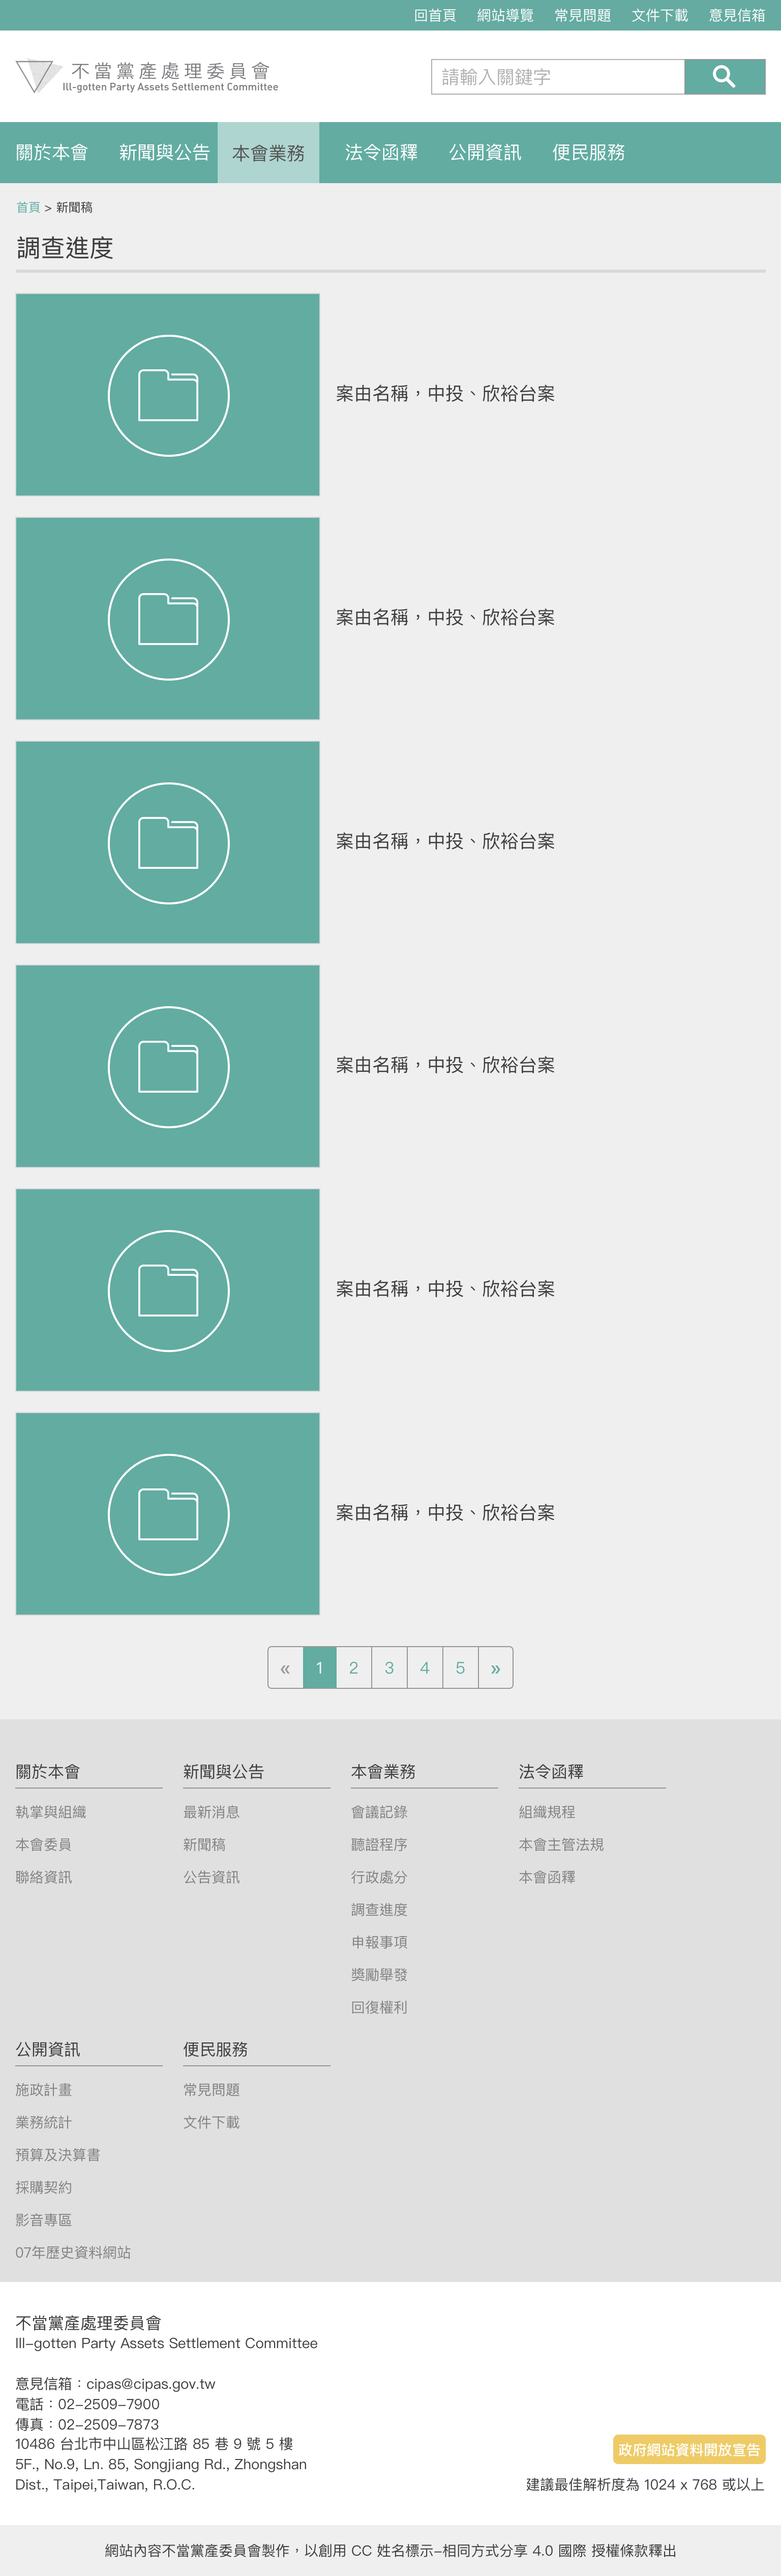 回首頁 網站導覽 常見問題 文件下載 意見信箱
不當黨產處理委員會
Ill-gotten Party Assets Settlement Committee
請輸入關鍵字
關於本會 新聞與公告 本會業務 法令函釋 公開資訊 便民服務
首頁 > 新聞稿
調查進度
案由名稱，中投、欣裕台案
案由名稱，中投、欣裕台案
案由名稱，中投、欣裕台案
案由名稱，中投、欣裕台案
案由名稱，中投、欣裕台案
案由名稱，中投、欣裕台案
« 1 2 3 4 5 »
關於本會
執掌與組織
本會委員
聯絡資訊
新聞與公告
最新消息
新聞稿
公告資訊
本會業務
會議記錄
聽證程序
行政處分
調查進度
申報事項
獎勵舉發
回復權利
法令函釋
組織規程
本會主管法規
本會函釋
公開資訊
施政計畫
業務統計
預算及決算書
採購契約
影音專區
07年歷史資料網站
便民服務
常見問題
文件下載
不當黨產處理委員會
Ill-gotten Party Assets Settlement Committee
意見信箱：cipas@cipas.gov.tw
電話：02-2509-7900
傳真：02-2509-7873
10486 台北市中山區松江路 85 巷 9 號 5 樓
5F., No.9, Ln. 85, Songjiang Rd., Zhongshan
Dist., Taipei,Taiwan, R.O.C.
政府網站資料開放宣告
建議最佳解析度為 1024 x 768 或以上
網站內容不當黨產委員會製作，以創用 CC 姓名標示-相同方式分享 4.0 國際 授權條款釋出